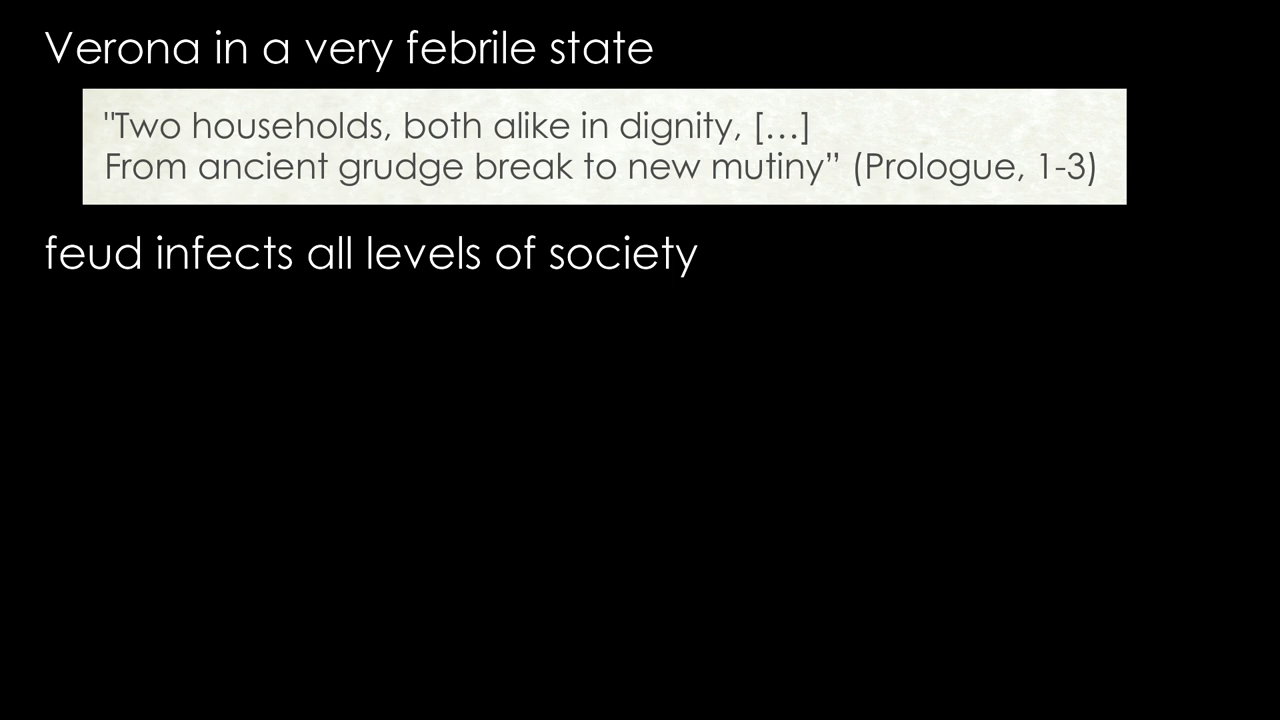 Verona in a very febrile state
"Two households, both alike in dignity, […]
From ancient grudge break to new mutiny” (Prologue, 1-3)
feud infects all levels of society